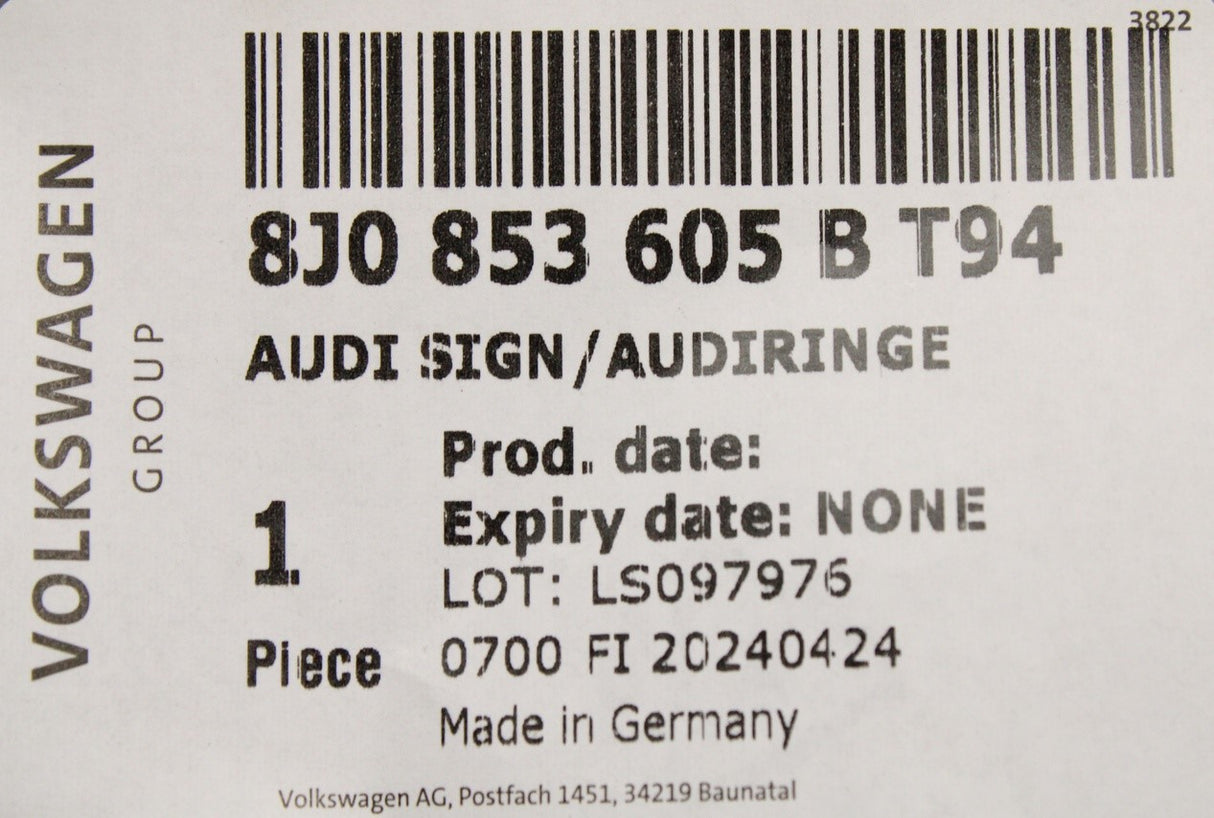 3822
8J0 853 605 B T94
AUDI SIGN/AUDIRINGE
Prod. date:
Expiry date: NONE
LOT: LS097976
1
Piece
0700 FI 20240424
Made in Germany
Volkswagen AG, Postfach 1451, 34219 Baunatal
VOLKSWAGEN
GROUP